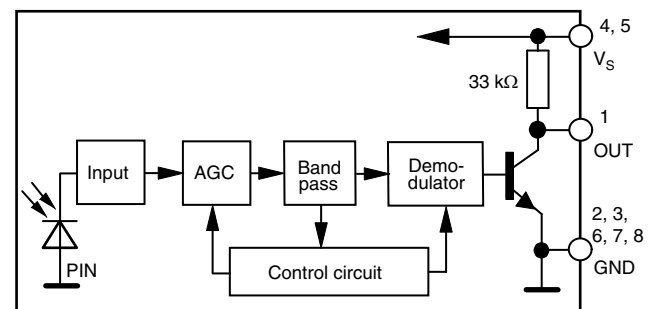 4, 5
V_S
33 kΩ
1
OUT
Input
AGC
Band
pass
Demo-
dulator
2, 3,
6, 7, 8
GND
PIN
Control circuit